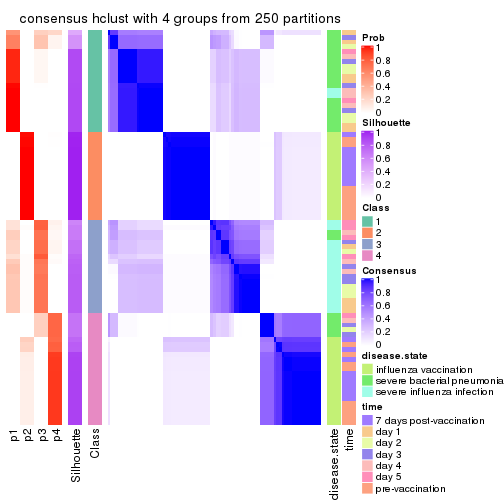 consensus hclust with 4 groups from 250 partitions
Prob
1
0.8
0.6
0.4
0.2
0
Silhouette
1
0.8
0.6
0.4
0.2
0
Class
1
2
3
4
Consensus
1
0.8
0.6
0.4
0.2
0
disease.state
influenza vaccination
severe bacterial pneumonia
severe influenza infection
time
7 days post-vaccination
day 1
day 2
day 3
day 4
day 5
pre-vaccination
p1
p2
p3
p4
Silhouette
Class
disease.state
time